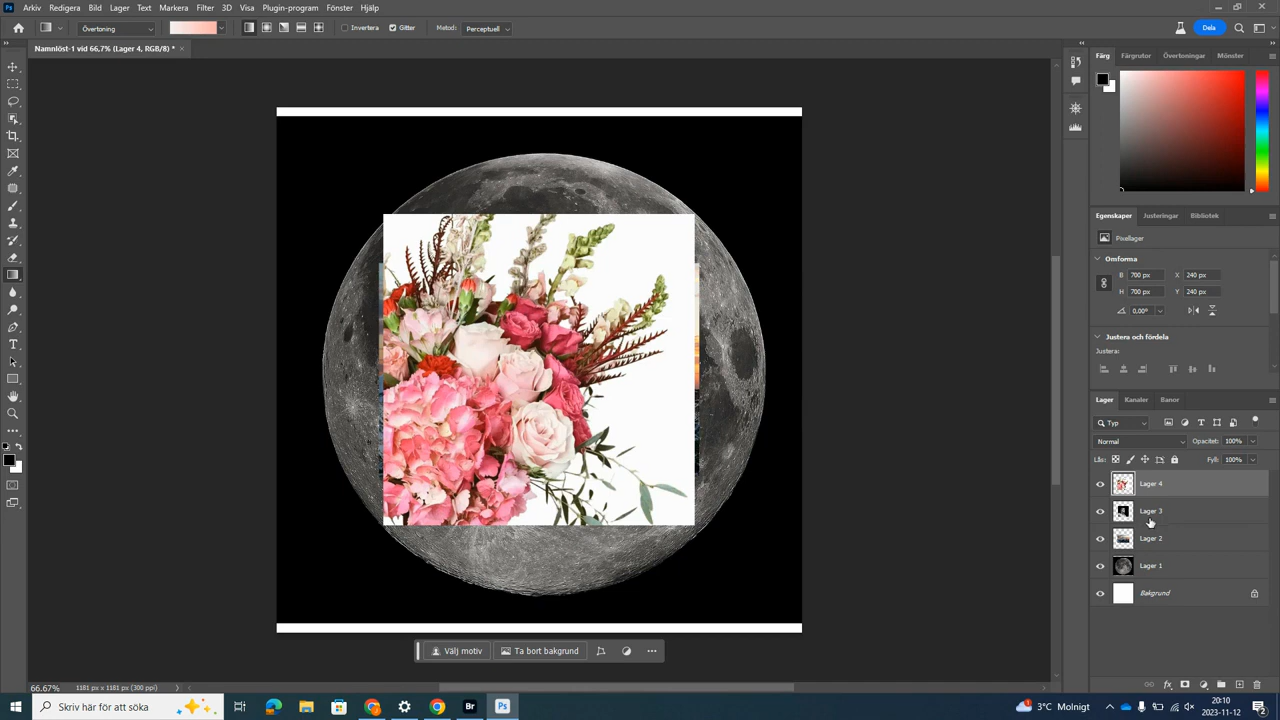 Ps Arkiv Redigera Bild Lager Text Markera Filter 3D Visa Plugin-program Fönster Hjälp
Övertoning Invertera Gitter Metod: Perceptuell Dela
Namnlöst-1 vid 66,7% (Lager 4, RGB/8) * ×
Färg Färgrutor Övertoningar Mönster
Egenskaper Justeringar Bibliotek
Pixellager
Omforma
B 700 px X 240 px
H 700 px Y 240 px
0,00°
Justera och fördela
Justera:
Lager Kanaler Banor
Typ
Normal Opacitet: 100%
Lås: Fyll: 100%
Lager 4
Lager 3
Lager 2
Lager 1
Bakgrund
Välj motiv Ta bort bakgrund
66.67% 1181 px x 1181 px (300 ppi)
Skriv här för att söka
Br Ps
3°C Molnigt
20:10
2023-11-12
2